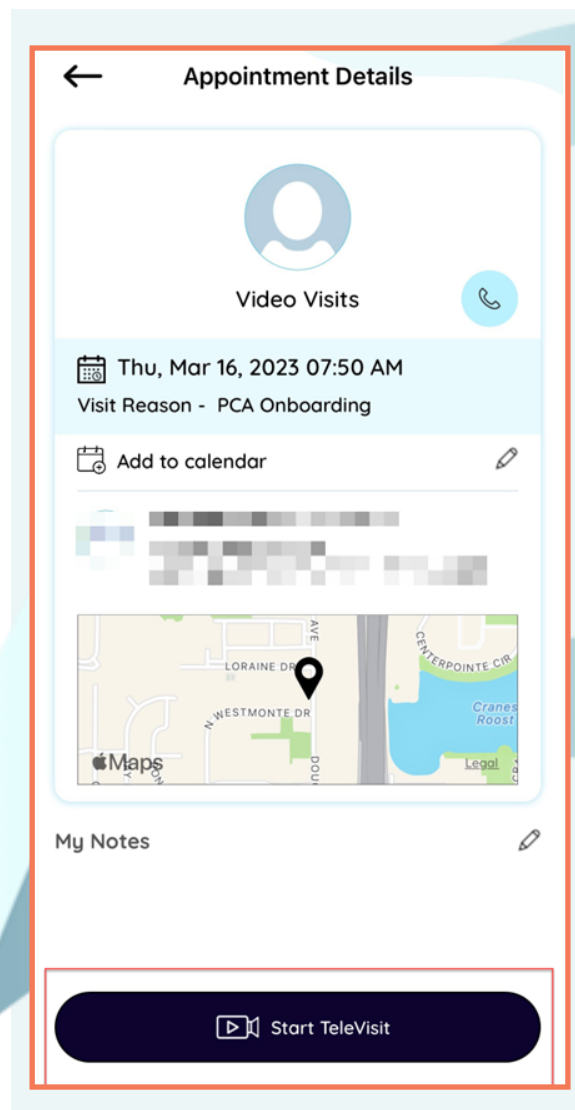 Appointment Details
Video Visits
Thu, Mar 16, 2023 07:50 AM
Visit Reason - PCA Onboarding
Add to calendar
AVE
LORAINE DR
CENTERPOINTE CIR
N WESTMONTE DR
Cranes
Roost
Maps
DOUG
Legal
My Notes
Start TeleVisit